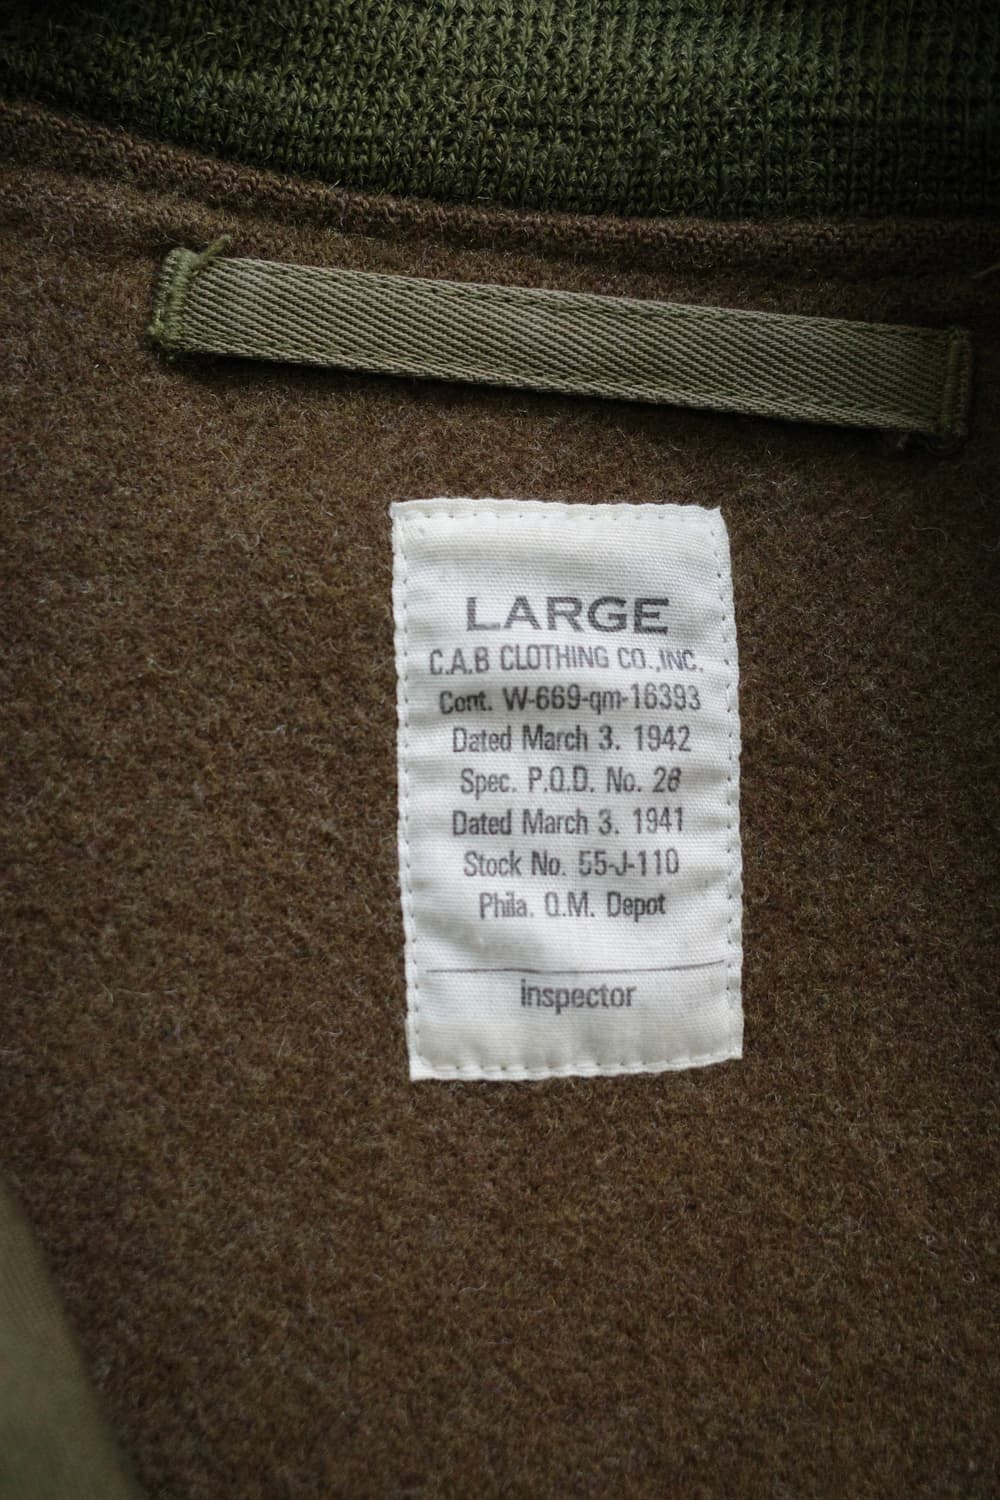 LARGE
C.A.B CLOTHING CO.,INC.
Cont. W-669-qm-16393
Dated March 3. 1942
Spec. P.Q.D. No. 28
Dated March 3. 1941
Stock No. 55-J-110
Phila. Q.M. Depot
inspector